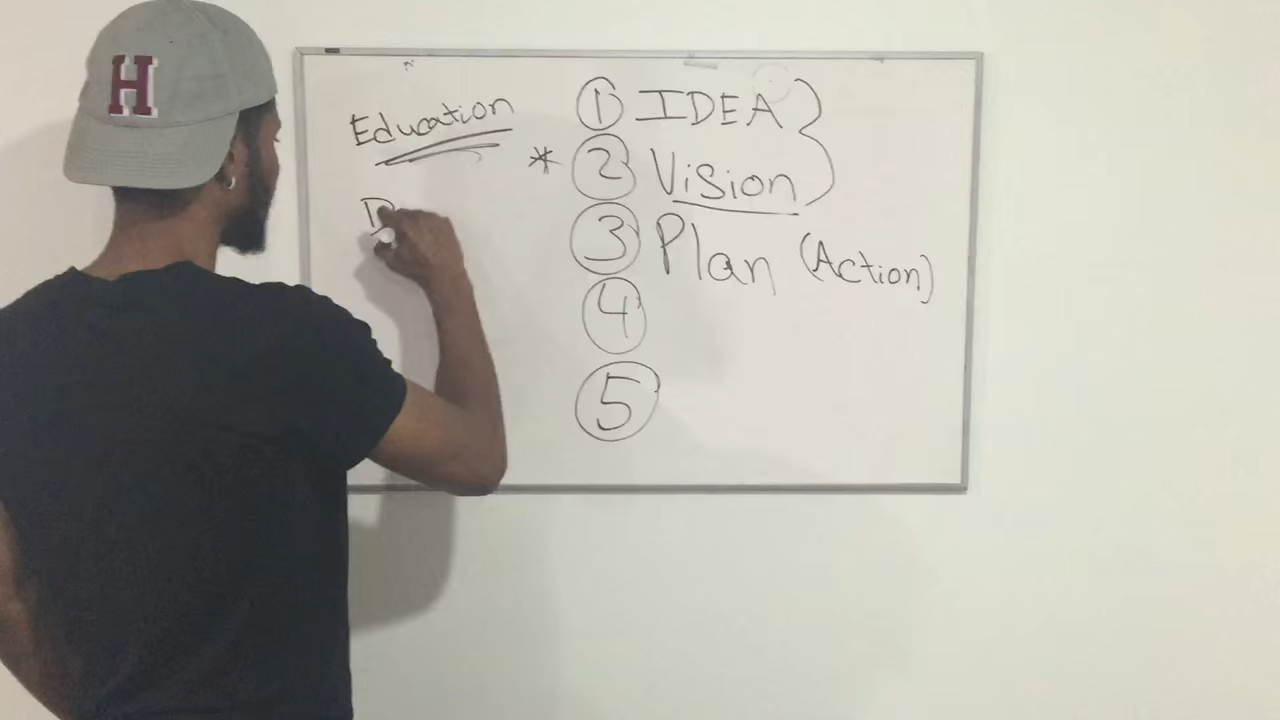 H
Education
① IDEA
* ② Vision
③ Plan (Action)
④
⑤